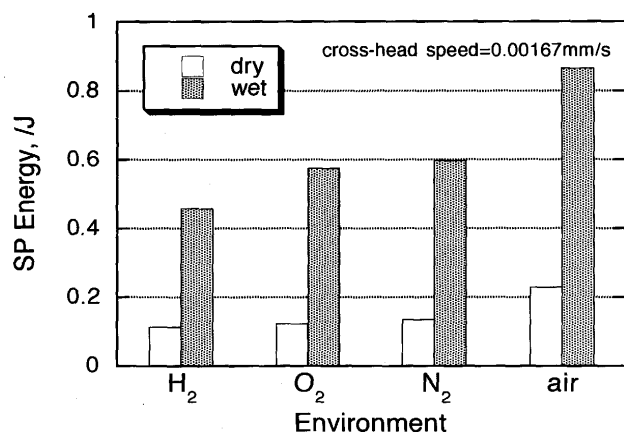 1
0.8
0.6
0.4
0.2
0
SP Energy, /J
dry
wet
cross-head speed=0.00167mm/s
H₂ O₂ N₂ air
Environment